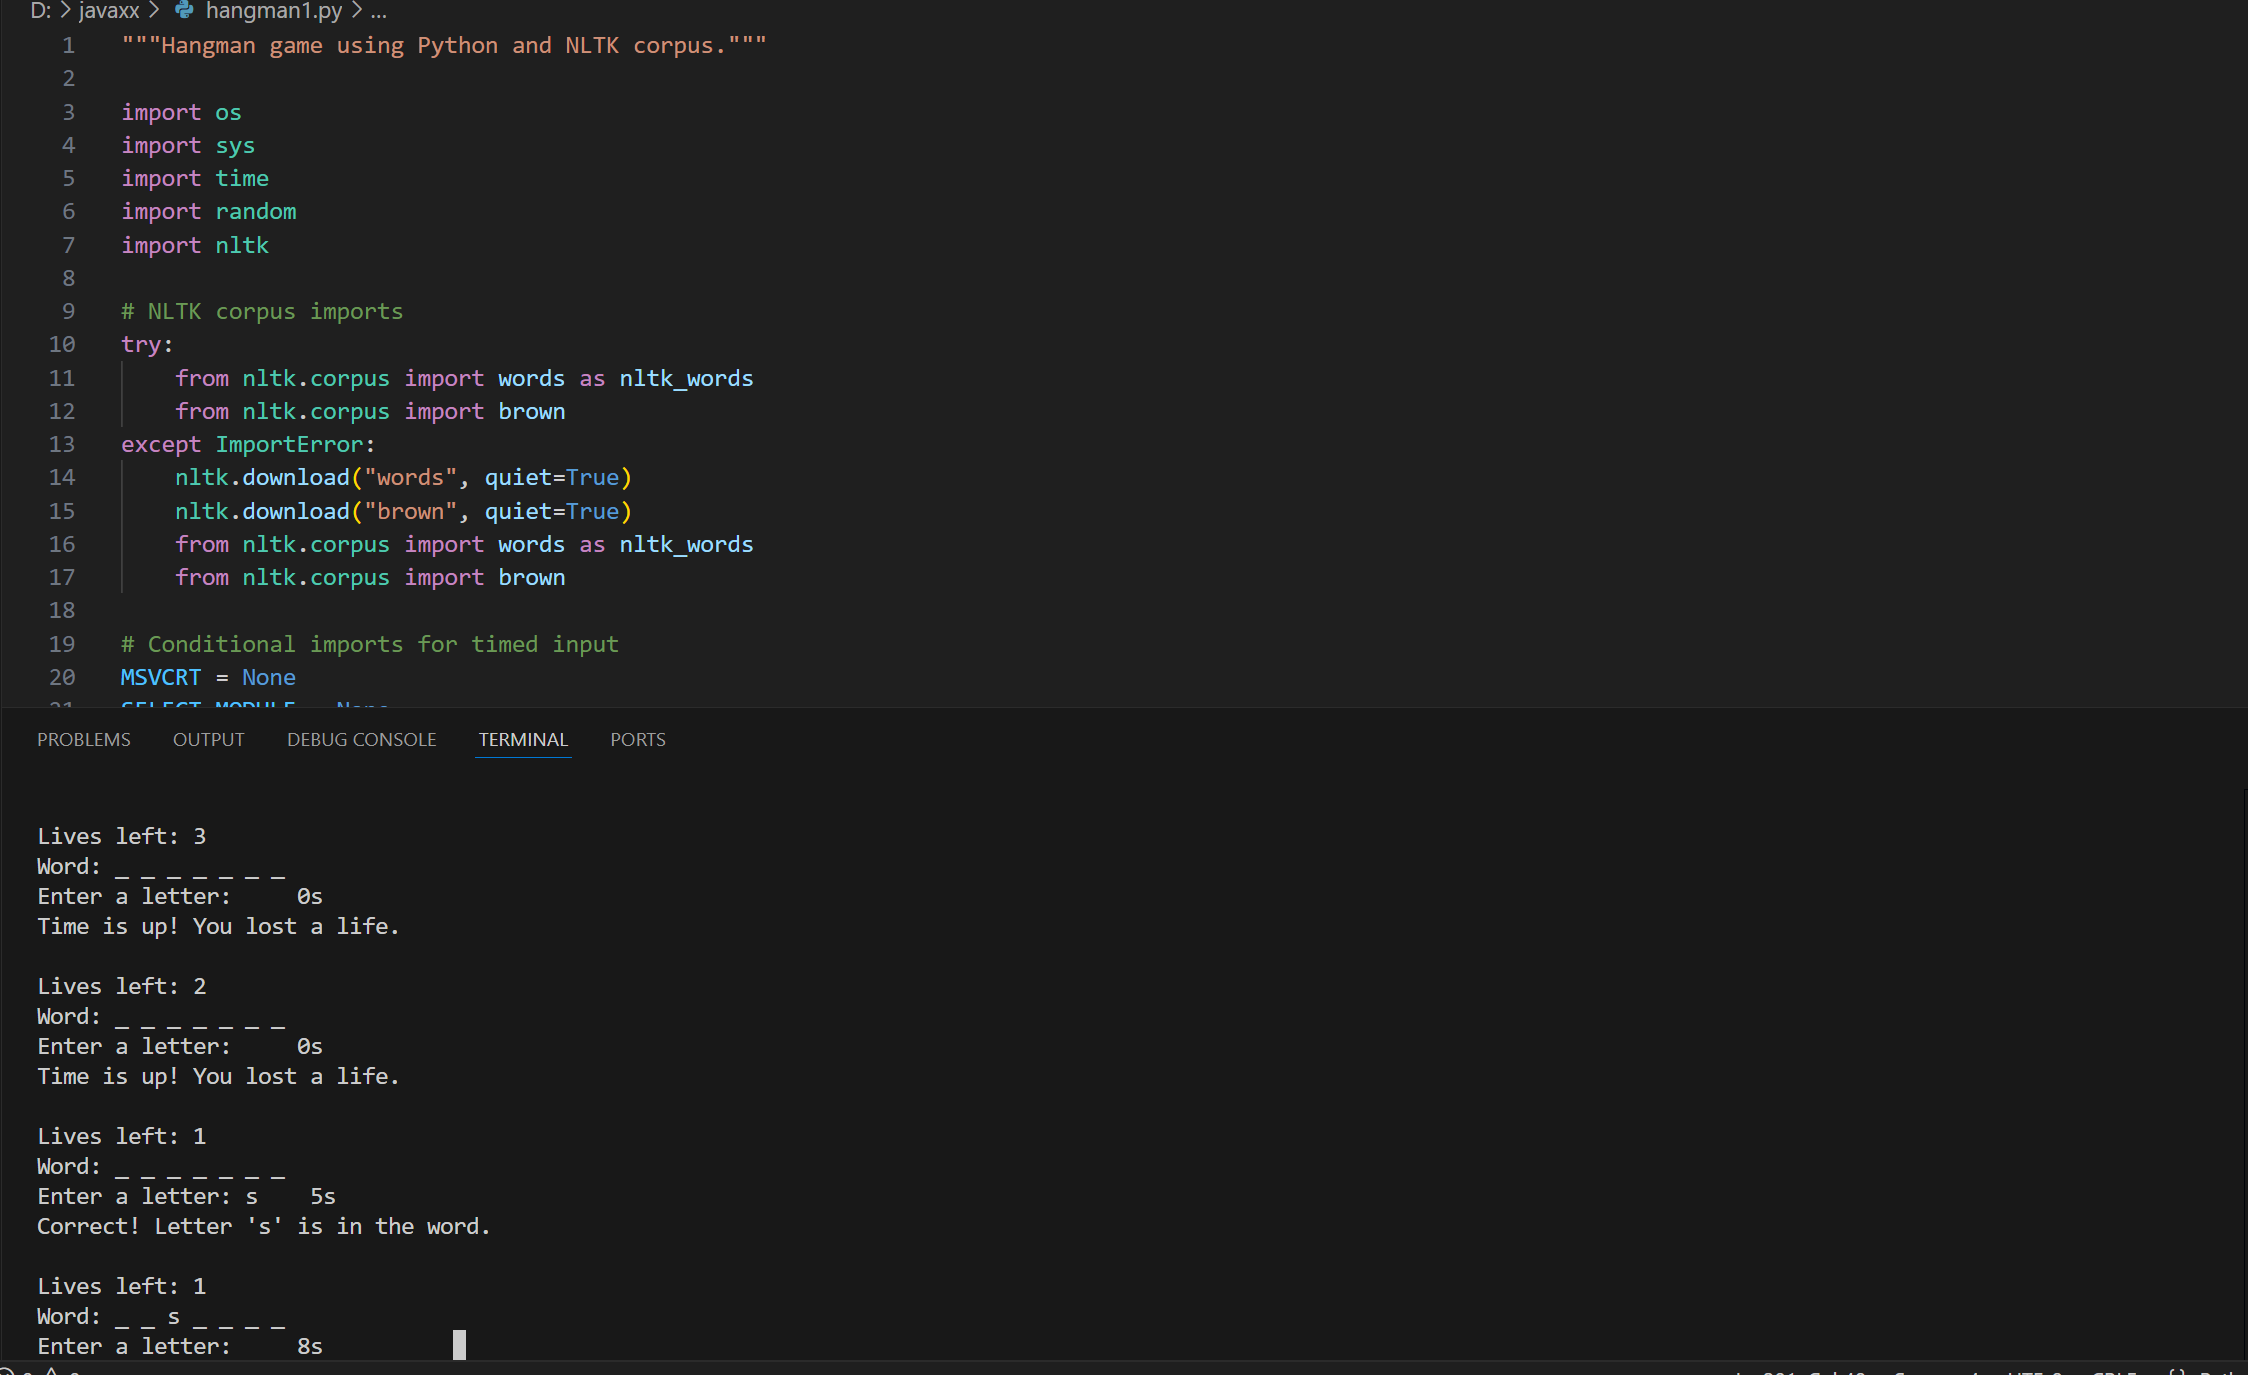 D: > javaxx > hangman1.py > ...
1 """Hangman game using Python and NLTK corpus."""
2
3 import os
4 import sys
5 import time
6 import random
7 import nltk
8
9 # NLTK corpus imports
10 try:
11 from nltk.corpus import words as nltk_words
12 from nltk.corpus import brown
13 except ImportError:
14 nltk.download("words", quiet=True)
15 nltk.download("brown", quiet=True)
16 from nltk.corpus import words as nltk_words
17 from nltk.corpus import brown
18
19 # Conditional imports for timed input
20 MSVCRT = None
21 SELECT_MODULE = None
PROBLEMS OUTPUT DEBUG CONSOLE TERMINAL PORTS
Lives left: 3
Word: _ _ _ _ _ _ _
Enter a letter: 0s
Time is up! You lost a life.
Lives left: 2
Word: _ _ _ _ _ _ _
Enter a letter: 0s
Time is up! You lost a life.
Lives left: 1
Word: _ _ _ _ _ _ _
Enter a letter: s 5s
Correct! Letter 's' is in the word.
Lives left: 1
Word: _ _ s _ _ _ _
Enter a letter: 8s